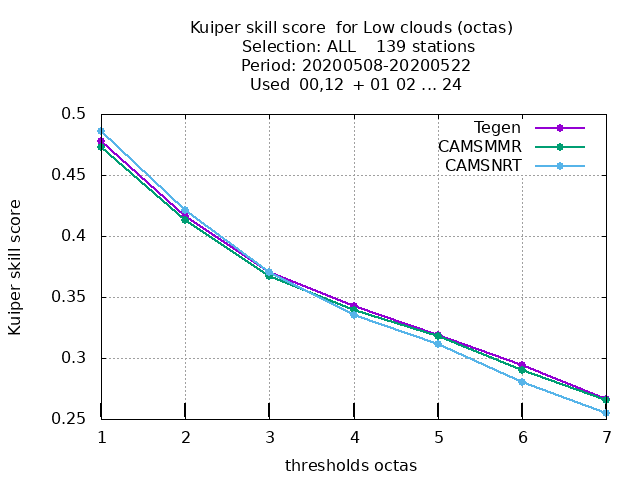 Kuiper skill score for Low clouds (octas)
Selection: ALL 139 stations
Period: 20200508-20200522
Used 00,12 + 01 02 ... 24
0.5
0.45
0.4
0.35
0.3
0.25
Kuiper skill score
Tegen
CAMSMMR
CAMSNRT
1 2 3 4 5 6 7
thresholds octas